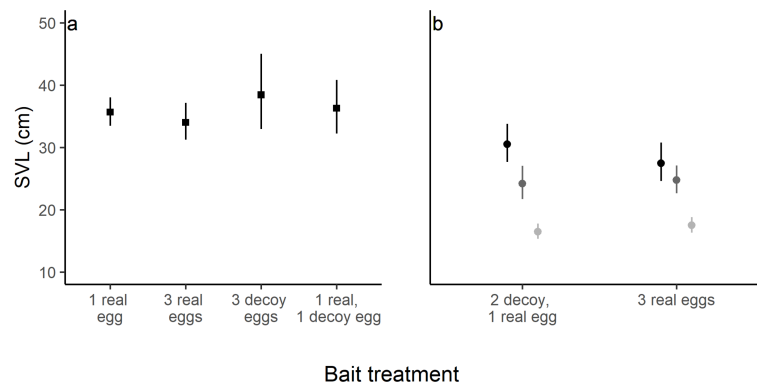 a
b
50
40
30
20
10
SVL (cm)
1 real
egg
3 real
eggs
3 decoy
eggs
1 real,
1 decoy egg
2 decoy,
1 real egg
3 real eggs
Bait treatment